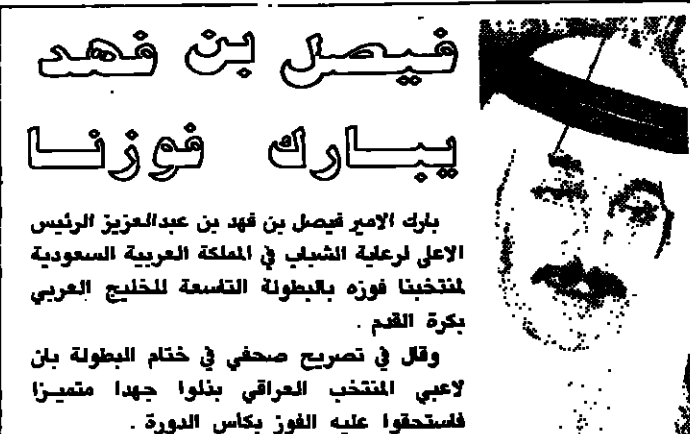 فيصل بن فهد
يبارك فوزنا
بارك الامير فيصل بن فهد بن عبدالعزيز الرئيس
الاعلى لرعاية الشباب في المملكة العربية السعودية
لمنتخبنا فوزه بالبطولة التاسعة للخليج العربي
بكرة القدم .
وقال في تصريح صحفي في ختام البطولة بان
لاعبي المنتخب العراقي بذلوا جهدا متميزا
فاستحقوا عليه الفوز بكأس الدورة .